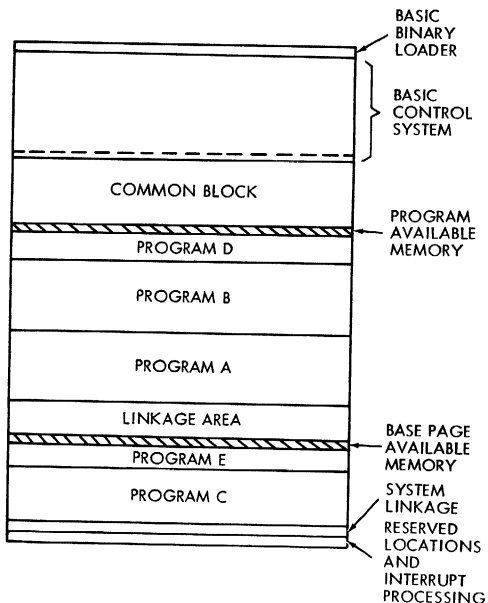 BASIC
BINARY
LOADER
BASIC
CONTROL
SYSTEM
COMMON BLOCK
PROGRAM
AVAILABLE
MEMORY
PROGRAM D
PROGRAM B
PROGRAM A
LINKAGE AREA
BASE PAGE
AVAILABLE
MEMORY
PROGRAM E
PROGRAM C
SYSTEM
LINKAGE
RESERVED
LOCATIONS
AND
INTERRUPT
PROCESSING